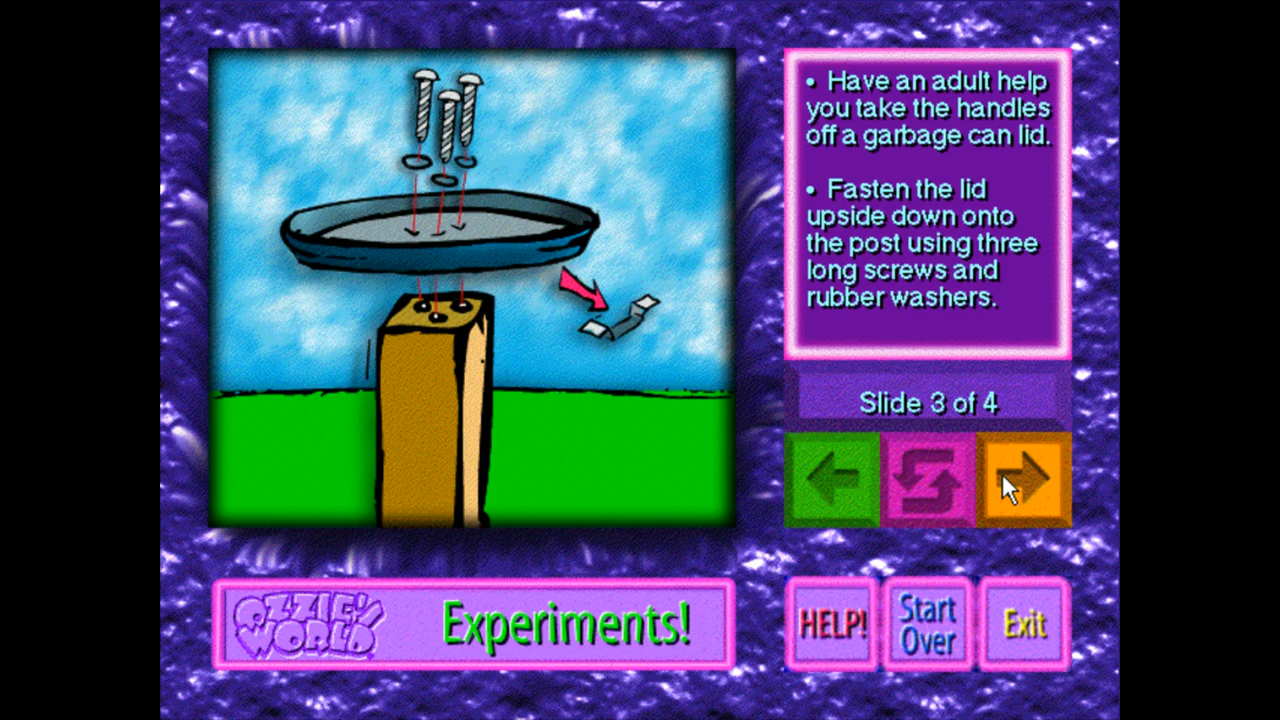 • Have an adult help
you take the handles
off a garbage can lid.
• Fasten the lid
upside down onto
the post using three
long screws and
rubber washers.
Slide 3 of 4
OZZIE'S
WORLD
Experiments!
HELP!
Start
Over
Exit